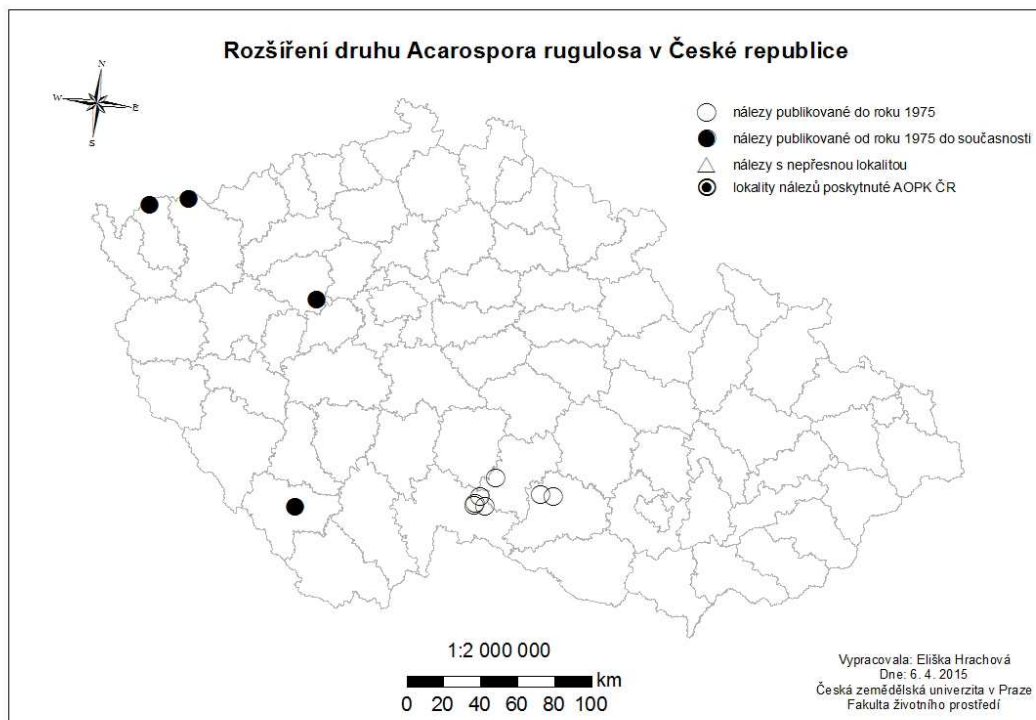 Rozšíření druhu Acarospora rugulosa v České republice
N
W
E
S
nálezy publikované do roku 1975
nálezy publikované od roku 1975 do současnosti
nálezy s nepřesnou lokalitou
lokality nálezů poskytnuté AOPK ČR
1:2 000 000
km
0 20 40 60 80 100
Vypracovala: Eliška Hrachová
Dne: 6. 4. 2015
Česká zemědělská univerzita v Praze
Fakulta životního prostředí